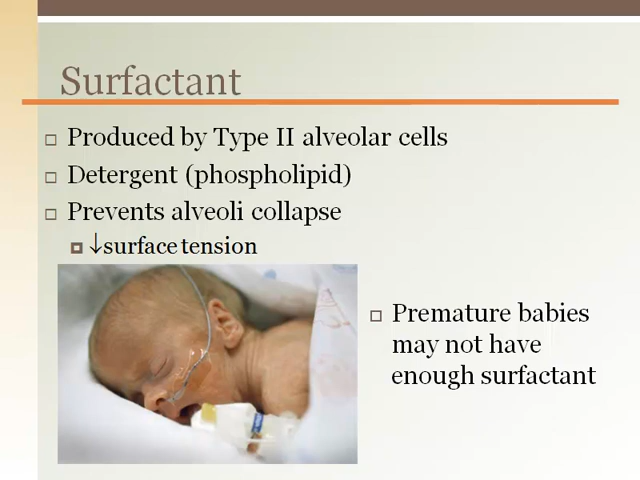 Surfactant
Produced by Type II alveolar cells
Detergent (phospholipid)
Prevents alveoli collapse
↓surface tension
Premature babies
may not have
enough surfactant